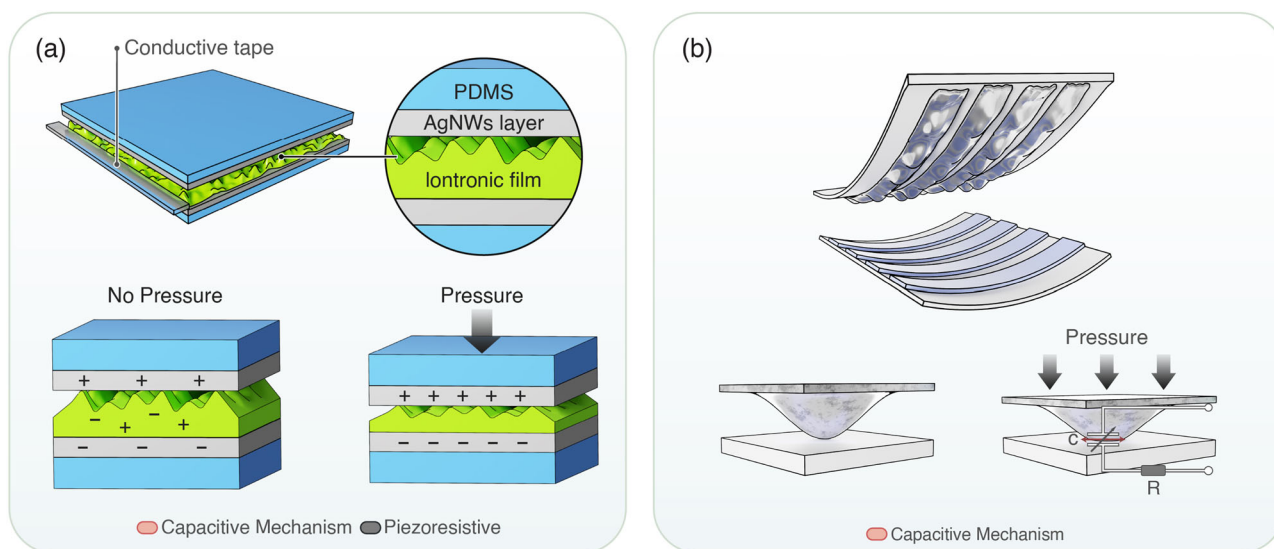 (a)
Conductive tape
PDMS
AgNWs layer
Iontronic film
No Pressure
Pressure
+ + +
− − + +
− − −
+ + + + +
− − − − −
Capacitive Mechanism Piezoresistive
(b)
Pressure
C
R
Capacitive Mechanism